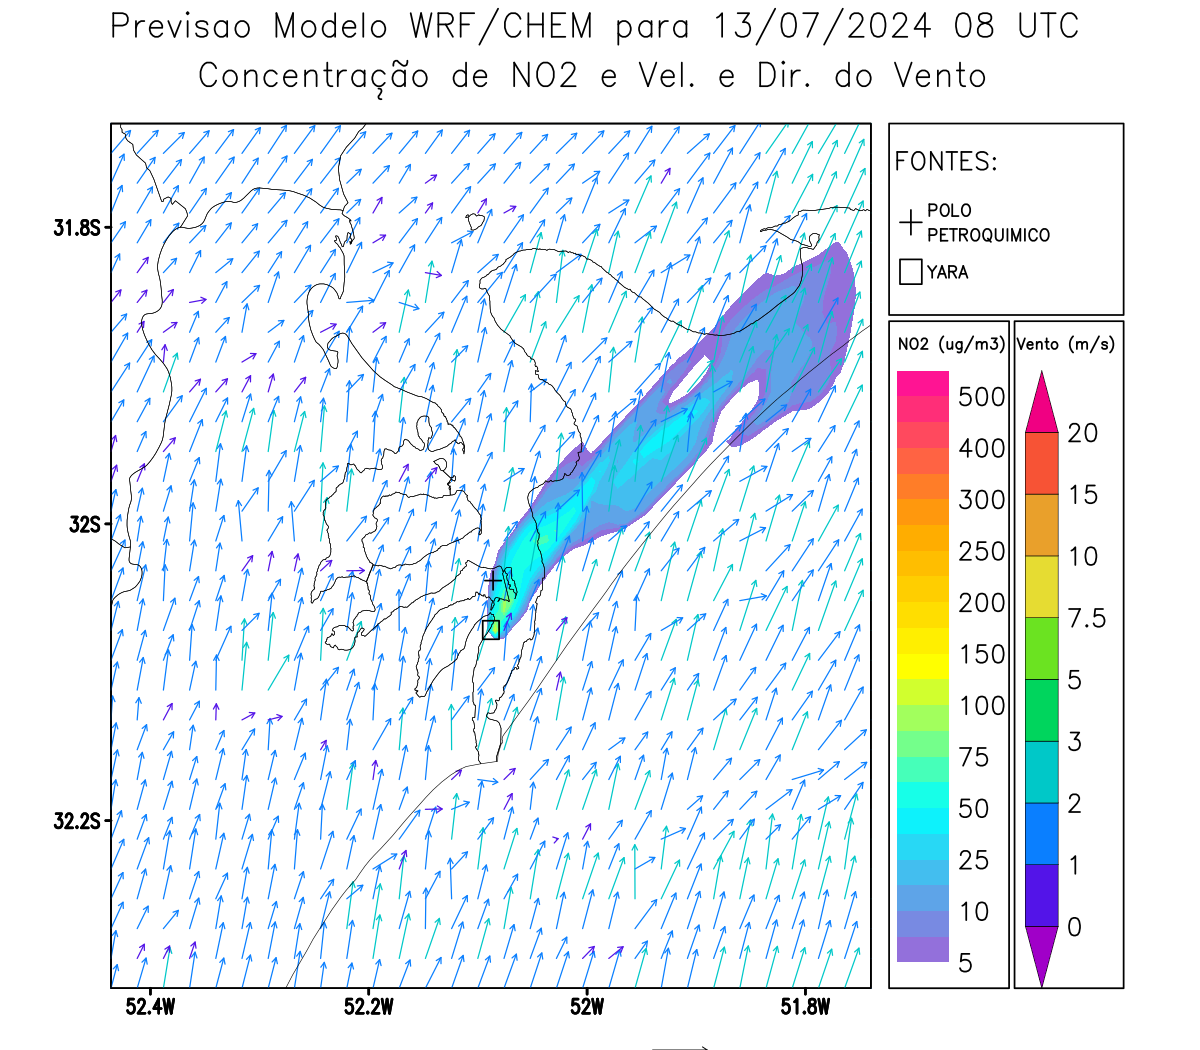 Previsao Modelo WRF/CHEM para 13/07/2024 08 UTC
Concentração de NO2 e Vel. e Dir. do Vento
FONTES:
POLO
PETROQUIMICO
YARA
31.8S
32S
32.2S
52.4W 52.2W 52W 51.8W
NO2 (ug/m3)
500
400
300
250
200
150
100
75
50
25
10
5
Vento (m/s)
20
15
10
7.5
5
3
2
1
0